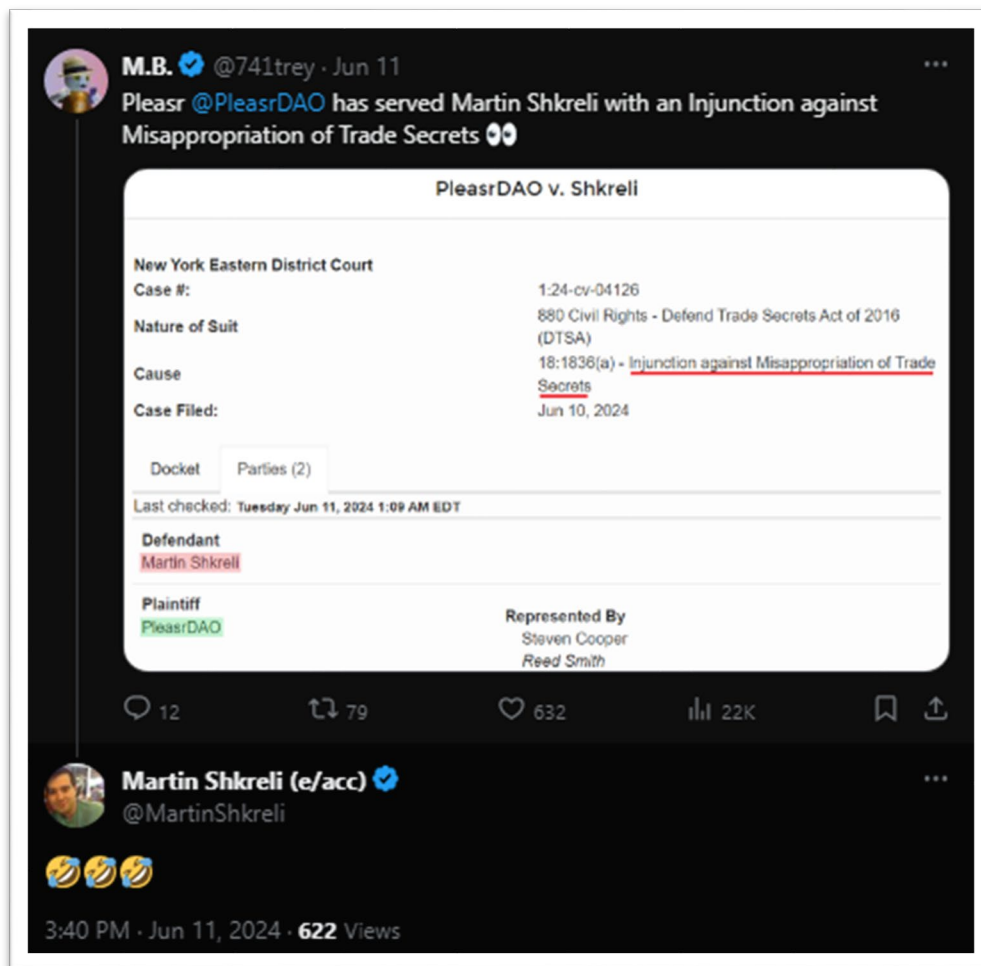 M.B. @741trey · Jun 11
Pleasr @PleasrDAO has served Martin Shkreli with an Injunction against
Misappropriation of Trade Secrets 👀
PleasrDAO v. Shkreli
New York Eastern District Court
Case #: 1:24-cv-04126
Nature of Suit 880 Civil Rights - Defend Trade Secrets Act of 2016
(DTSA)
Cause 18:1836(a) - Injunction against Misappropriation of Trade
Secrets
Case Filed: Jun 10, 2024
Docket Parties (2)
Last checked: Tuesday Jun 11, 2024 1:09 AM EDT
Defendant
Martin Shkreli
Plaintiff
PleasrDAO
Represented By
Steven Cooper
Reed Smith
12 79 632 22K
Martin Shkreli (e/acc)
@MartinShkreli
🤣🤣🤣
3:40 PM · Jun 11, 2024 · 622 Views